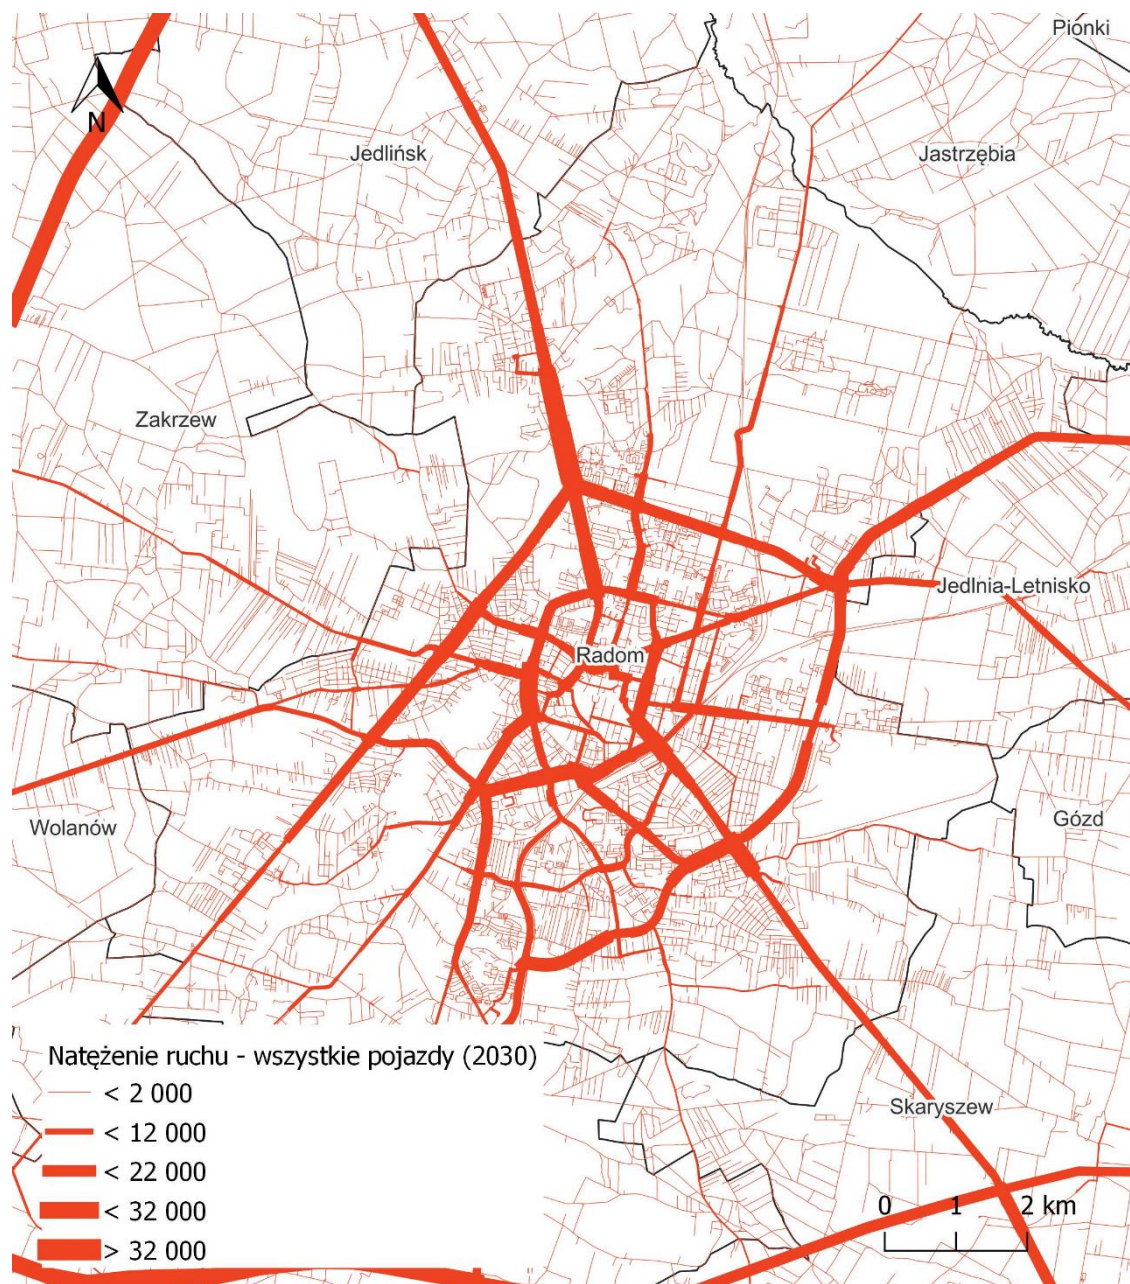 Pionki
N
Jedlińsk
Jastrzębia
Zakrzew
Jedlnia-Letnisko
Radom
Wolanów
Gózd
Natężenie ruchu - wszystkie pojazdy (2030)
< 2 000
< 12 000
< 22 000
< 32 000
> 32 000
Skaryszew
0 1 2 km